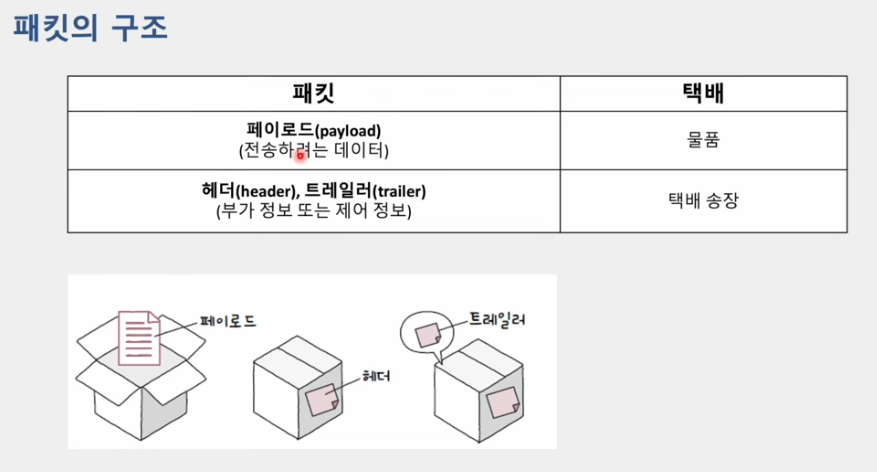 패킷의 구조
패킷
택배
페이로드(payload)
(전송하려는 데이터)
물품
헤더(header), 트레일러(trailer)
(부가 정보 또는 제어 정보)
택배 송장
페이로드
헤더
트레일러